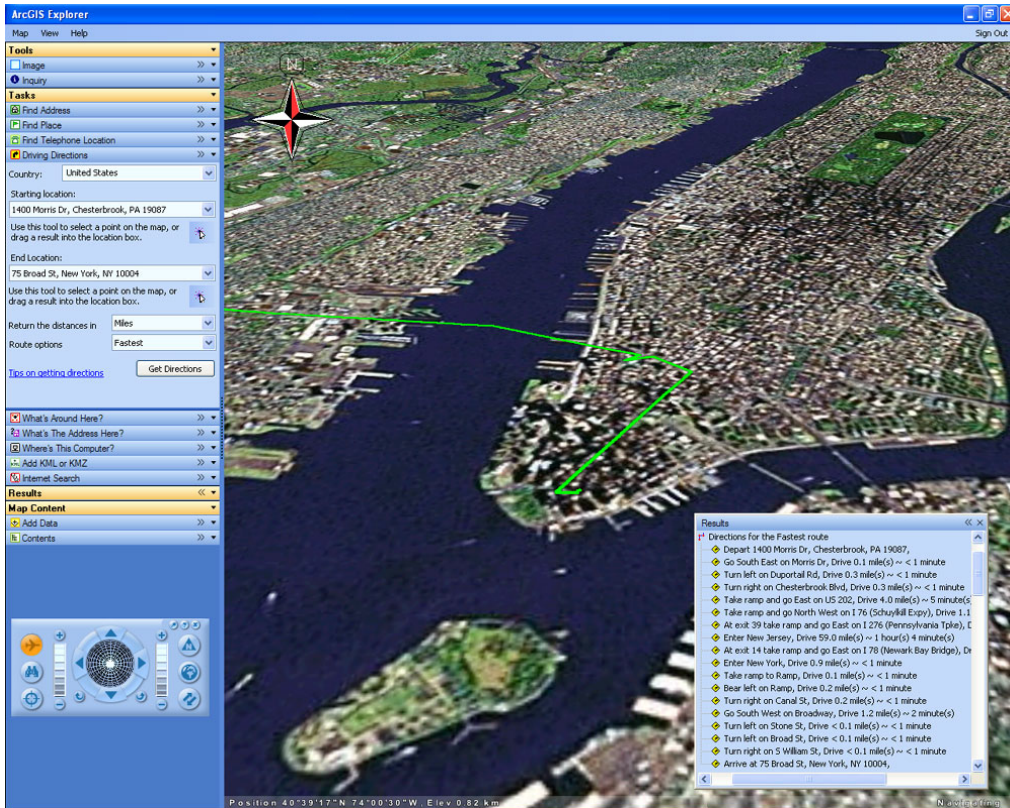 ArcGIS Explorer
Map View Help
Sign Out
Tools
Image
Inquiry
Tasks
Find Address
Find Place
Find Telephone Location
Driving Directions
Country: United States
Starting location:
1400 Morris Dr, Chesterbrook, PA 19087
Use this tool to select a point on the map, or
drag a result into the location box.
End Location:
75 Broad St, New York, NY 10004
Use this tool to select a point on the map, or
drag a result into the location box.
Return the distances in Miles
Route options Fastest
Tips on getting directions Get Directions
What's Around Here?
What's The Address Here?
Where's This Computer?
Add KML or KMZ
Internet Search
Results
Map Content
Add Data
Contents
N
Results
Directions for the Fastest route
Depart 1400 Morris Dr, Chesterbrook, PA 19087,
Go South East on Morris Dr, Drive 0.1 mile(s) ~ < 1 minute
Turn left on Duportail Rd, Drive 0.3 mile(s) ~ < 1 minute
Turn right on Chesterbrook Blvd, Drive 0.3 mile(s) ~ < 1 minute
Take ramp and go East on US 202, Drive 4.0 mile(s) ~ 5 minute(s
Take ramp and go North West on I 76 (Schuylkill Expy), Drive 1.1
At exit 39 take ramp and go East on I 276 (Pennsylvania Tpke), D
Enter New Jersey, Drive 59.0 mile(s) ~ 1 hour(s) 4 minute(s)
At exit 14 take ramp and go East on I 78 (Newark Bay Bridge), Dr
Enter New York, Drive 0.9 mile(s) ~ < 1 minute
Take ramp to Ramp, Drive 0.1 mile(s) ~ < 1 minute
Bear left on Ramp, Drive 0.2 mile(s) ~ < 1 minute
Turn right on Canal St, Drive 0.2 mile(s) ~ < 1 minute
Go South West on Broadway, Drive 1.2 mile(s) ~ 2 minute(s)
Turn left on Stone St, Drive < 0.1 mile(s) ~ < 1 minute
Turn left on Broad St, Drive < 0.1 mile(s) ~ < 1 minute
Turn right on S William St, Drive < 0.1 mile(s) ~ < 1 minute
Arrive at 75 Broad St, New York, NY 10004,
Position 40°39'17"N 74°00'30"W, Elev 0.82 km
Navigating